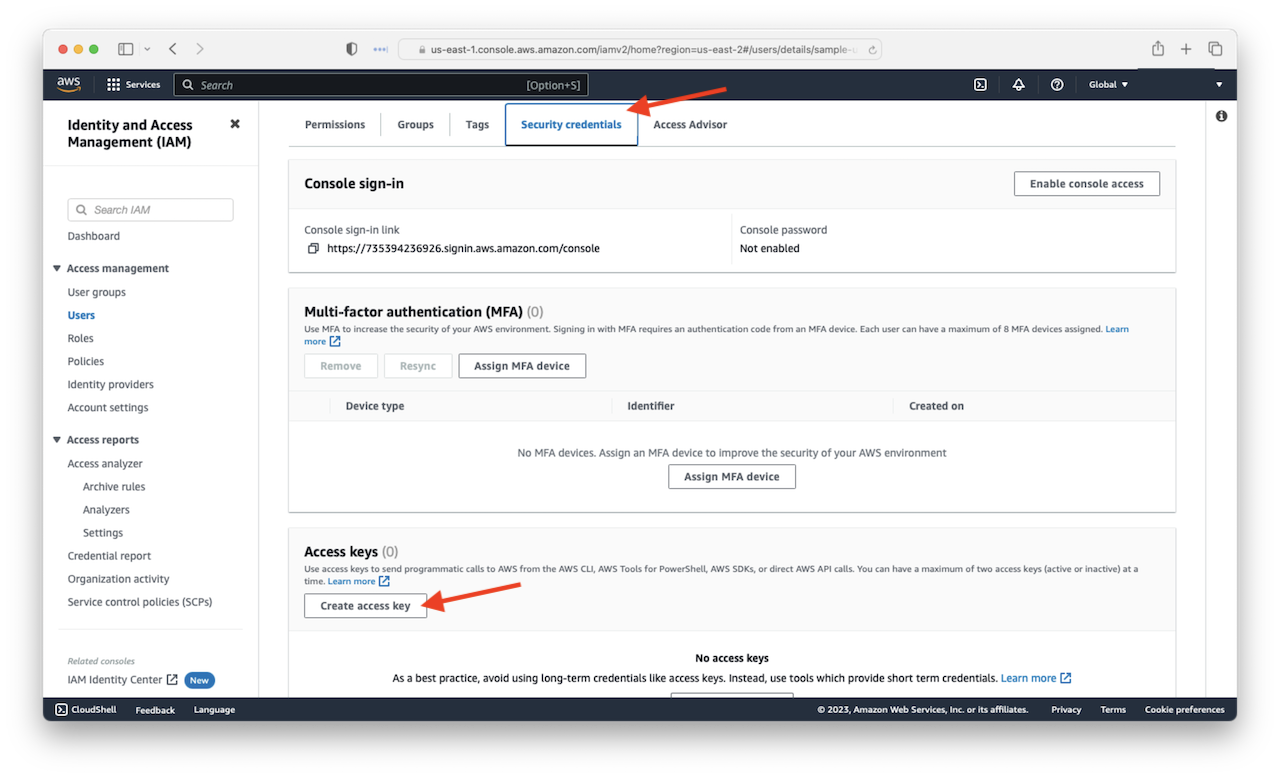 us-east-1.console.aws.amazon.com/iamv2/home?region=us-east-2#/users/details/sample-
aws
Services
Search
[Option+S]
Global
Identity and Access
Management (IAM)
Search IAM
Dashboard
Access management
User groups
Users
Roles
Policies
Identity providers
Account settings
Access reports
Access analyzer
Archive rules
Analyzers
Settings
Credential report
Organization activity
Service control policies (SCPs)
Related consoles
IAM Identity Center New
Permissions
Groups
Tags
Security credentials
Access Advisor
Console sign-in
Enable console access
Console sign-in link
https://735394236926.signin.aws.amazon.com/console
Console password
Not enabled
Multi-factor authentication (MFA) (0)
Use MFA to increase the security of your AWS environment. Signing in with MFA requires an authentication code from an MFA device. Each user can have a maximum of 8 MFA devices assigned. Learn
more
Remove
Resync
Assign MFA device
Device type
Identifier
Created on
No MFA devices. Assign an MFA device to improve the security of your AWS environment
Assign MFA device
Access keys (0)
Use access keys to send programmatic calls to AWS from the AWS CLI, AWS Tools for PowerShell, AWS SDKs, or direct AWS API calls. You can have a maximum of two access keys (active or inactive) at a
time. Learn more
Create access key
No access keys
As a best practice, avoid using long-term credentials like access keys. Instead, use tools which provide short term credentials. Learn more
CloudShell
Feedback
Language
© 2023, Amazon Web Services, Inc. or its affiliates.
Privacy
Terms
Cookie preferences